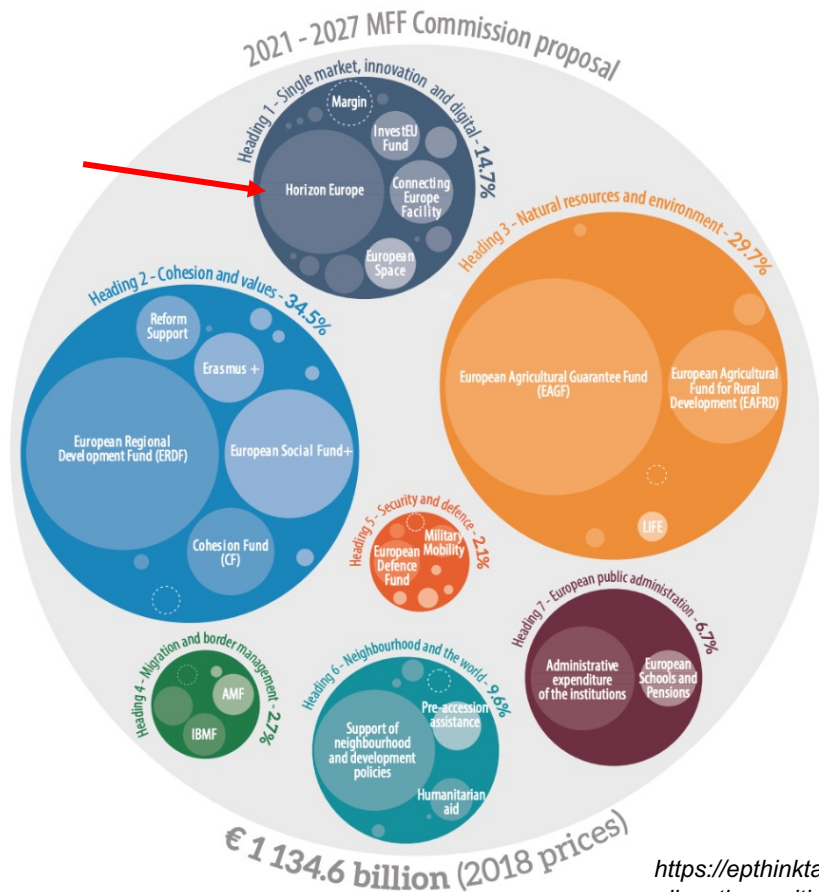 2021 - 2027 MFF Commission proposal
Heading 1 - Single market, innovation and digital - 14.7%
Margin
InvestEU
Fund
Horizon Europe
Connecting
Europe
Facility
European
Space
Heading 2 - Cohesion and values - 34.5%
Reform
Support
Erasmus +
European Regional
Development Fund (ERDF)
European Social Fund+
Cohesion Fund
(CF)
Heading 3 - Natural resources and environment - 29.7%
European Agricultural Guarantee Fund
(EAGF)
European Agricultural
Fund for Rural
Development (EAFRD)
LIFE
Heading 5 - Security and defence - 2.1%
Military
Mobility
European
Defence
Fund
Heading 4 - Migration and border management - 2.7%
AMF
IBMF
Heading 6 - Neighbourhood and the world - 9.6%
Pre-accession
assistance
Support of
neighbourhood
and development
policies
Humanitarian
aid
Heading 7 - European public administration - 6.7%
Administrative
expenditure
of the institutions
European
Schools and
Pensions
€ 1 134.6 billion (2018 prices)
https://epthinkta